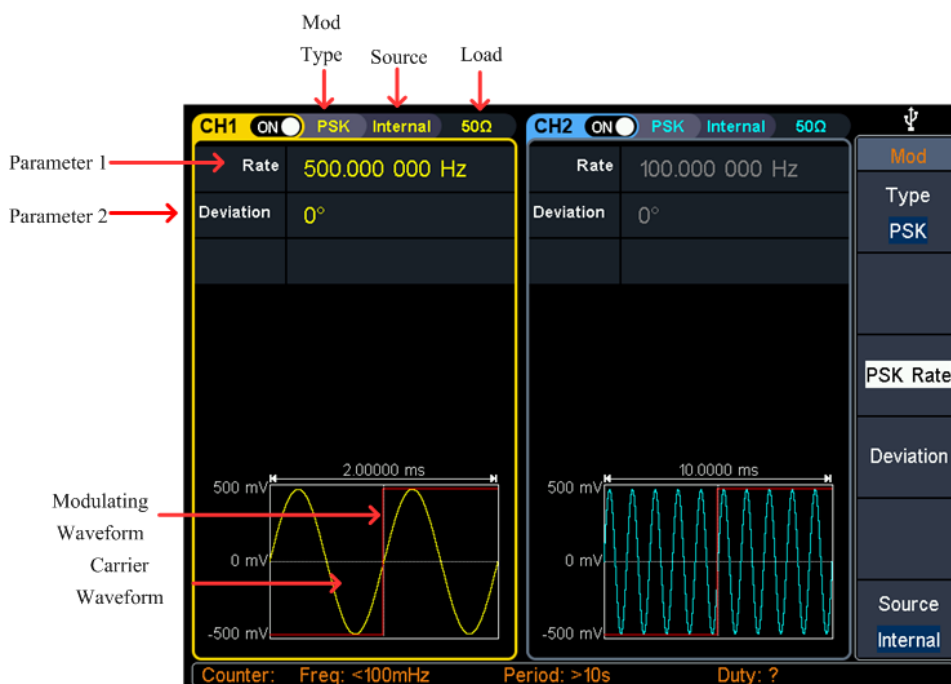 Mod
Type
Source
Load
CH1 ON PSK Internal 50Ω
CH2 ON PSK Internal 50Ω
Parameter 1
Rate 500.000 000 Hz
Rate 100.000 000 Hz
Mod
Parameter 2
Deviation 0°
Deviation 0°
Type
PSK
PSK Rate
Deviation
2.00000 ms
10.0000 ms
500 mV
500 mV
Modulating
Waveform
0 mV
0 mV
Carrier
Waveform
-500 mV
-500 mV
Source
Internal
Counter: Freq: <100mHz Period: >10s Duty: ?